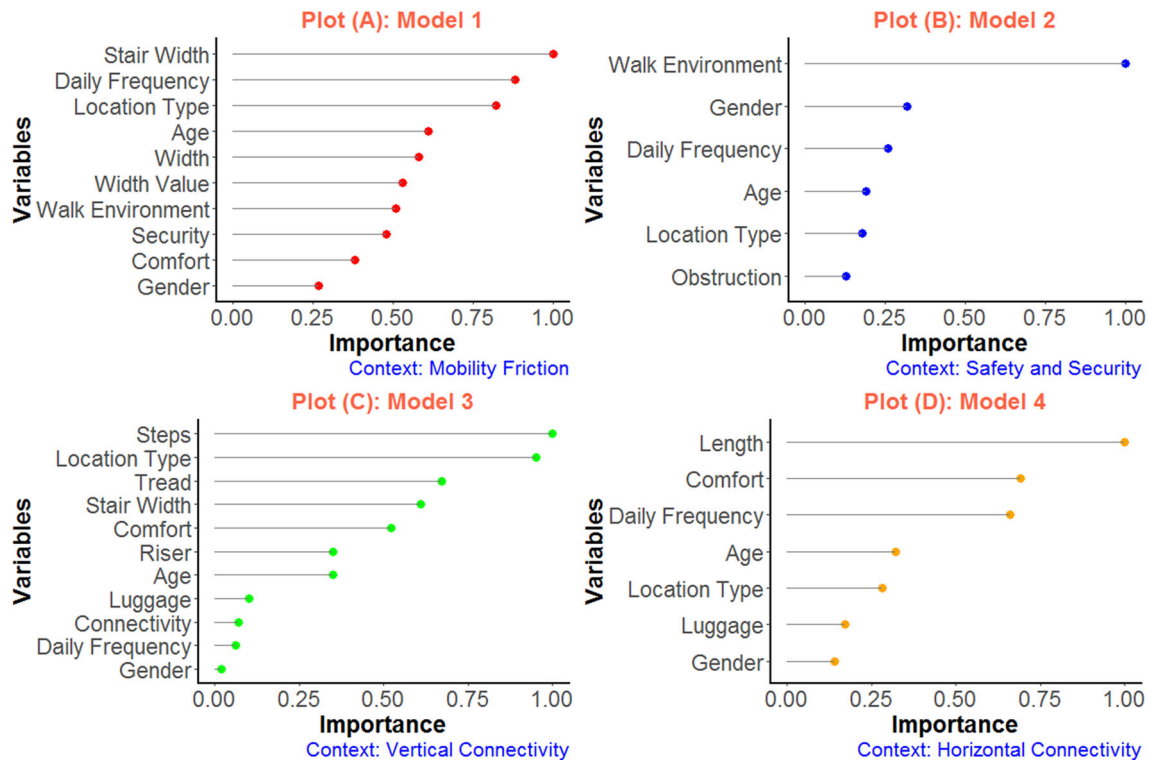 Plot (A): Model 1
Variables
Stair Width
Daily Frequency
Location Type
Age
Width
Width Value
Walk Environment
Security
Comfort
Gender
0.00 0.25 0.50 0.75 1.00
Importance
Context: Mobility Friction
Plot (B): Model 2
Variables
Walk Environment
Gender
Daily Frequency
Age
Location Type
Obstruction
0.00 0.25 0.50 0.75 1.00
Importance
Context: Safety and Security
Plot (C): Model 3
Variables
Steps
Location Type
Tread
Stair Width
Comfort
Riser
Age
Luggage
Connectivity
Daily Frequency
Gender
0.00 0.25 0.50 0.75 1.00
Importance
Context: Vertical Connectivity
Plot (D): Model 4
Variables
Length
Comfort
Daily Frequency
Age
Location Type
Luggage
Gender
0.00 0.25 0.50 0.75 1.00
Importance
Context: Horizontal Connectivity